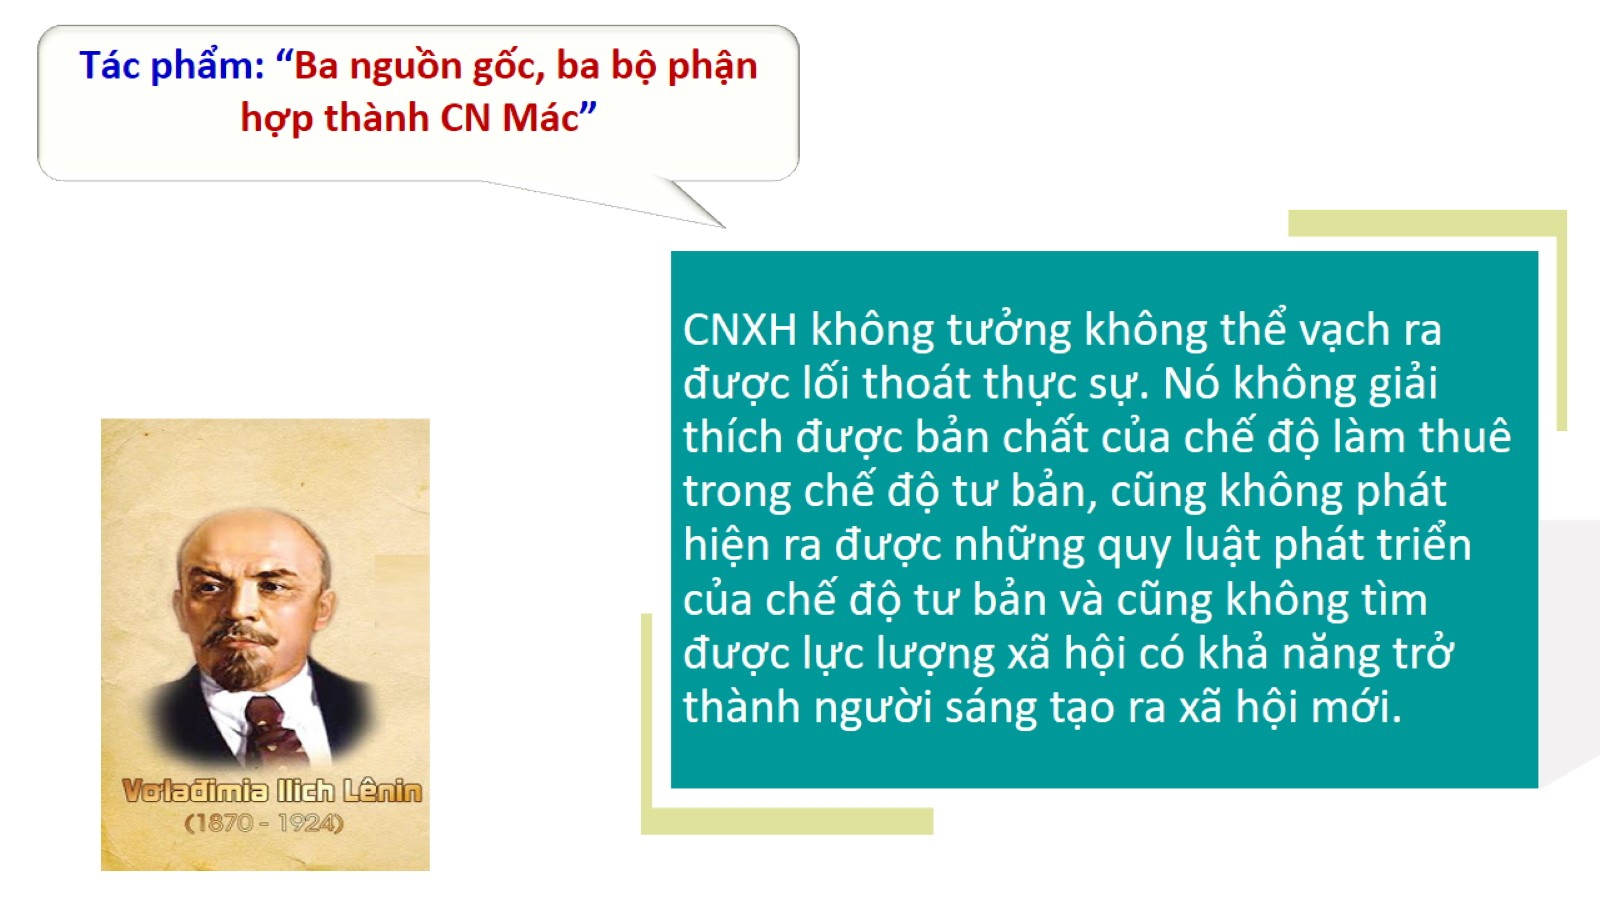 Tác phẩm: “Ba nguồn gốc, ba bộ phận
hợp thành CN Mác”
CNXH không tưởng không thể vạch ra
được lối thoát thực sự. Nó không giải
thích được bản chất của chế độ làm thuê
trong chế độ tư bản, cũng không phát
hiện ra được những quy luật phát triển
của chế độ tư bản và cũng không tìm
được lực lượng xã hội có khả năng trở
thành người sáng tạo ra xã hội mới.
Vơlađimia Ilich Lênin
(1870 - 1924)